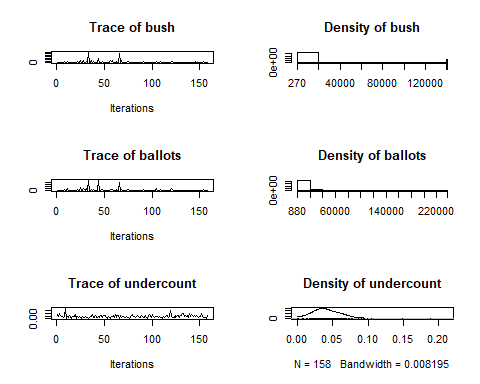 Trace of bush
0
0 50 100 150
Iterations
Density of bush
0e+00
270 40000 80000 120000
Trace of ballots
0
0 50 100 150
Iterations
Density of ballots
0e+00
880 60000 140000 220000
Trace of undercount
0.00
0 50 100 150
Iterations
Density of undercount
0
0.00 0.05 0.10 0.15 0.20
N = 158 Bandwidth = 0.008195